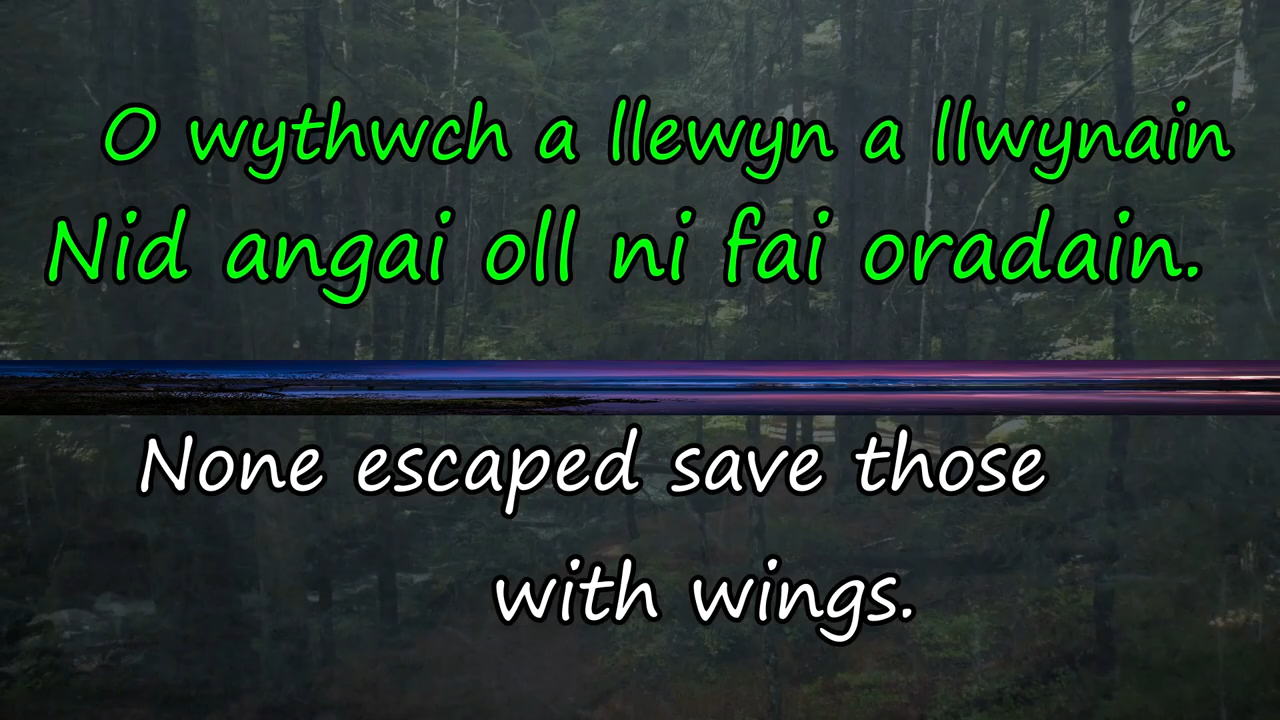 O wythwch a llewyn a llwynain
Nid angai oll ni fai oradain.
None escaped save those
with wings.